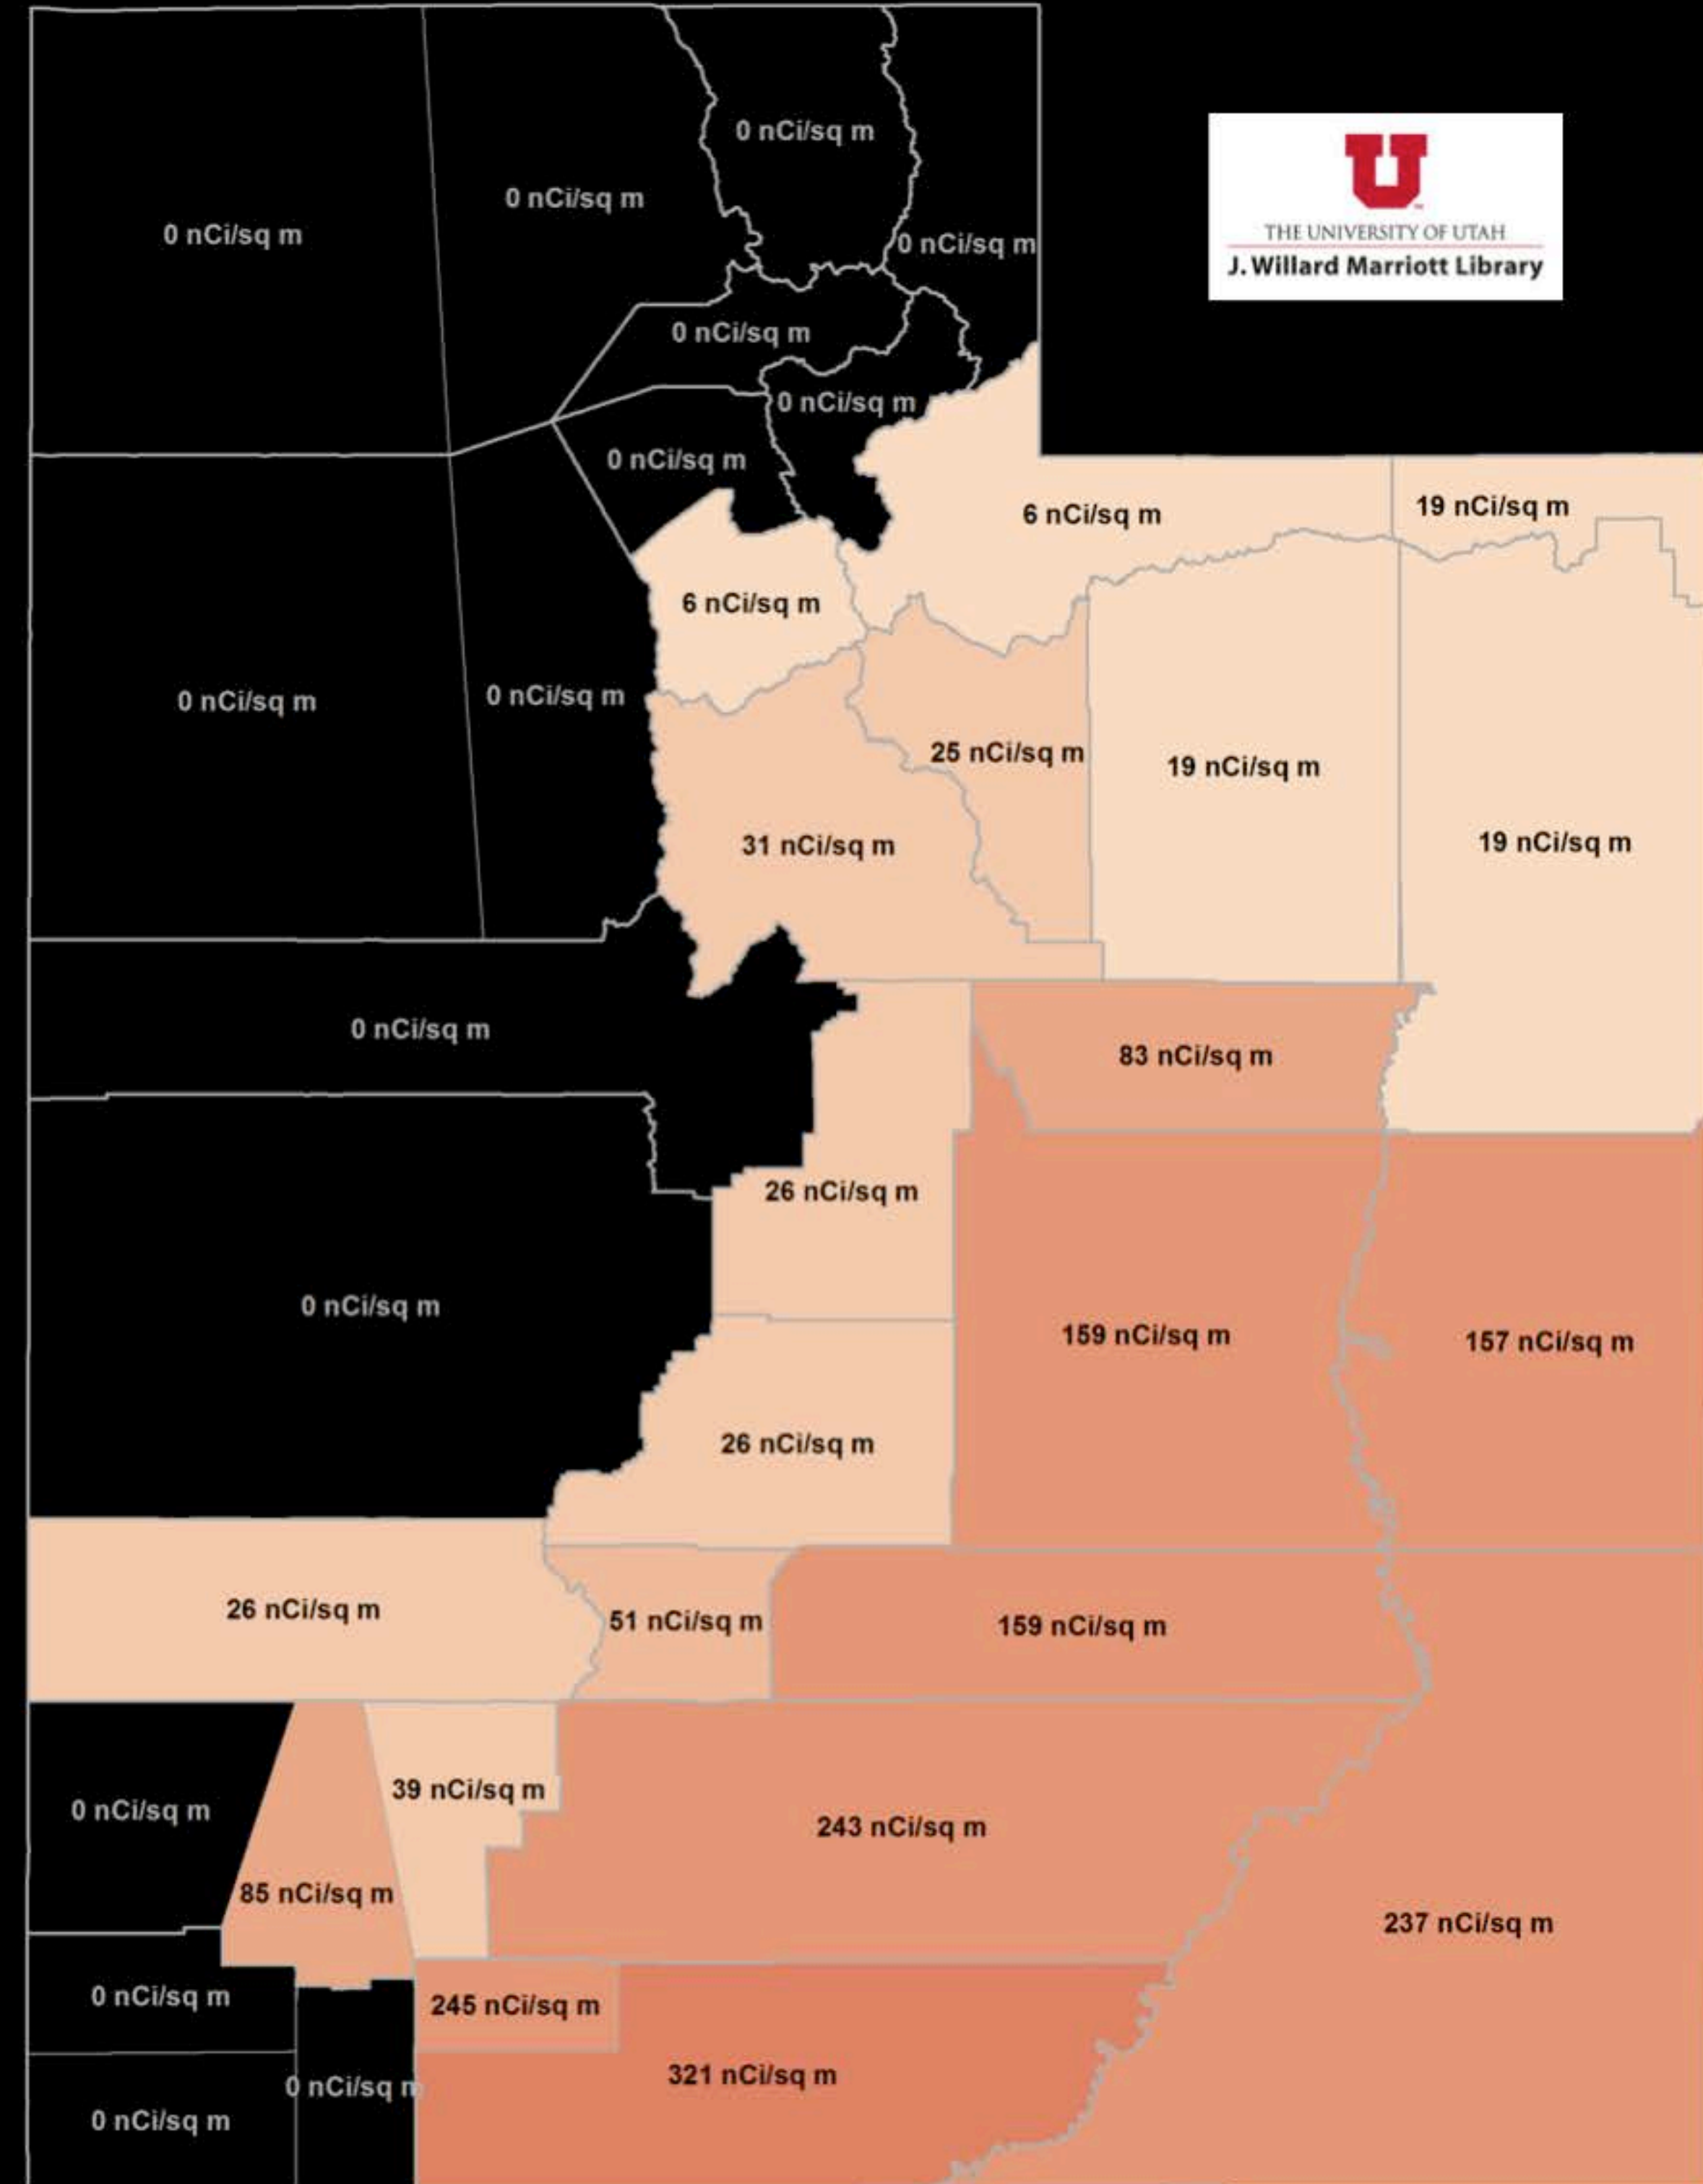 0 nCi/sq m
THE UNIVERSITY OF UTAH
J. Willard Marriott Library
0 nCi/sq m
0 nCi/sq m
0 nCi/sq m
0 nCi/sq m
0 nCi/sq m
0 nCi/sq m
6 nCi/sq m
19 nCi/sq m
6 nCi/sq m
0 nCi/sq m
0 nCi/sq m
0 nCi/sq m
25 nCi/sq m
19 nCi/sq m
31 nCi/sq m
19 nCi/sq m
0 nCi/sq m
83 nCi/sq m
26 nCi/sq m
0 nCi/sq m
159 nCi/sq m
157 nCi/sq m
26 nCi/sq m
26 nCi/sq m
51 nCi/sq m
159 nCi/sq m
39 nCi/sq m
0 nCi/sq m
243 nCi/sq m
85 nCi/sq m
237 nCi/sq m
0 nCi/sq m
245 nCi/sq m
321 nCi/sq m
0 nCi/sq m
0 nCi/sq m